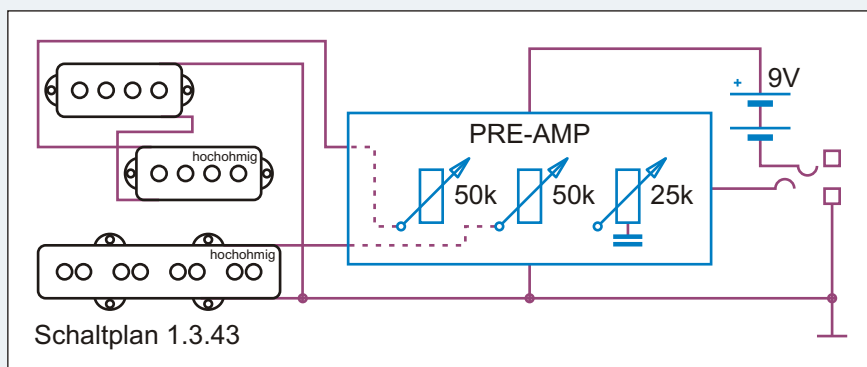 9V
+
PRE-AMP
hochohmig
50k
50k
25k
hochohmig
Schaltplan 1.3.43